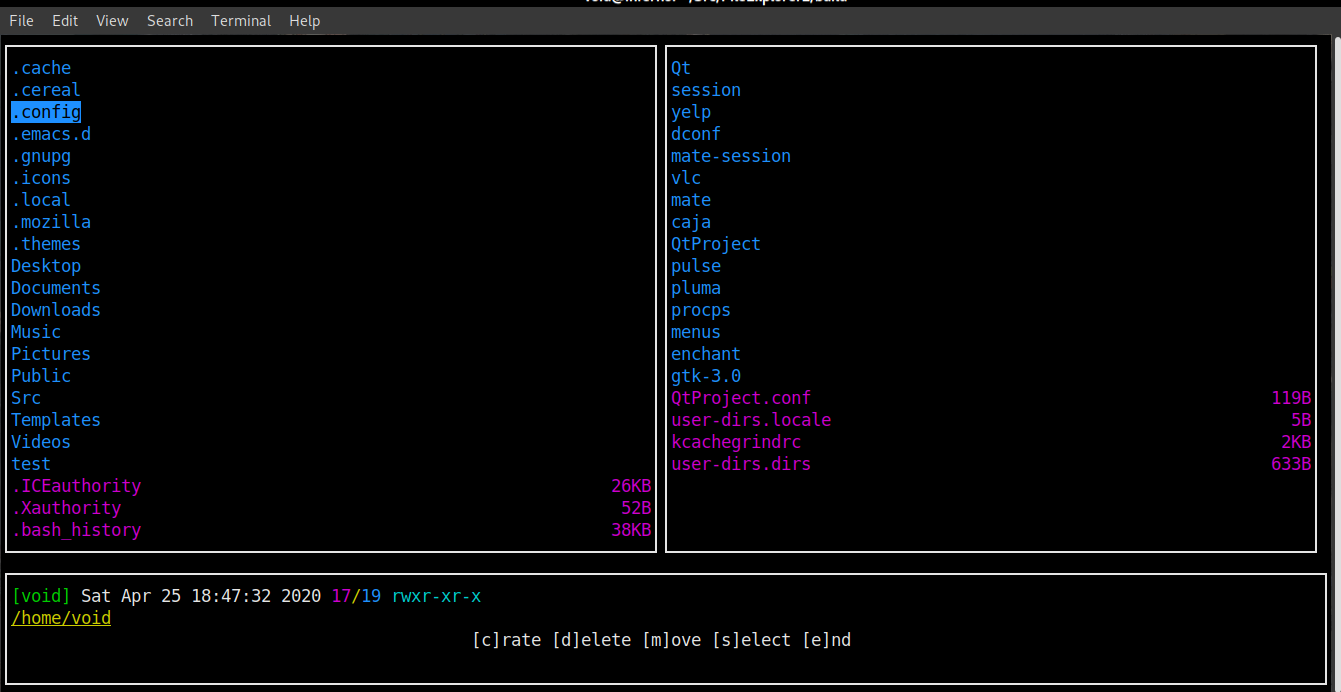 File Edit View Search Terminal Help
.cache
.cereal
.config
.emacs.d
.gnupg
.icons
.local
.mozilla
.themes
Desktop
Documents
Downloads
Music
Pictures
Public
Src
Templates
Videos
test
.ICEauthority 26KB
.Xauthority 52B
.bash_history 38KB
Qt
session
yelp
dconf
mate-session
vlc
mate
caja
QtProject
pulse
pluma
procps
menus
enchant
gtk-3.0
QtProject.conf 119B
user-dirs.locale 5B
kcachegrindrc 2KB
user-dirs.dirs 633B
[void] Sat Apr 25 18:47:32 2020 17/19 rwxr-xr-x
/home/void
[c]rate [d]elete [m]ove [s]elect [e]nd